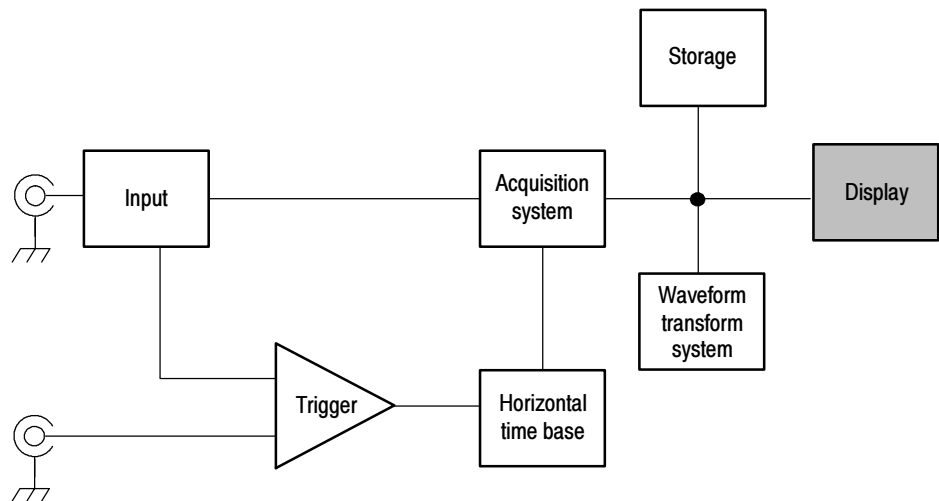 Storage
Input
Acquisition
system
Display
Waveform
transform
system
Trigger
Horizontal
time base